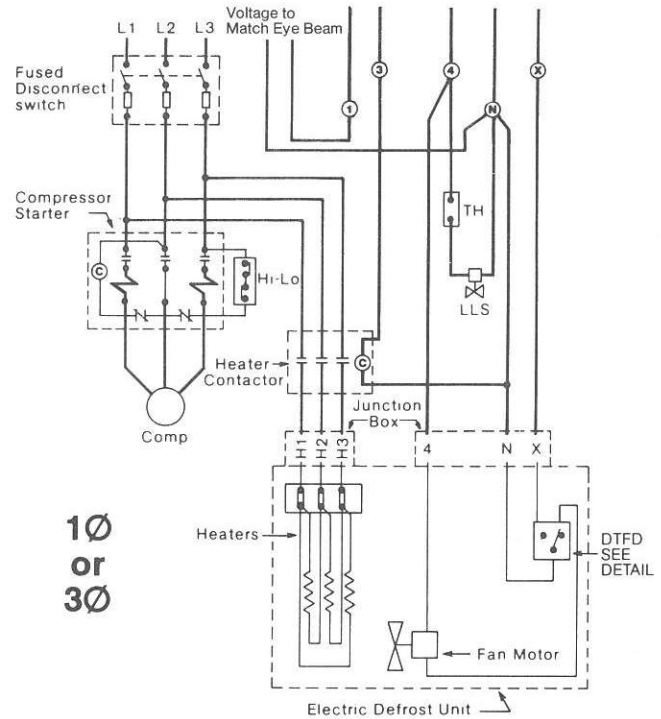 L1 L2 L3
Voltage to
Match Eye Beam
Fused
Disconnect
switch
3
4
X
1
N
Compressor
Starter
TH
C
Hi-Lo
LLS
Heater
Contactor
C
Comp
Junction
Box
H1 H2 H3
4 N X
1Ø
or
3Ø
Heaters
DTFD
SEE
DETAIL
Fan Motor
Electric Defrost Unit